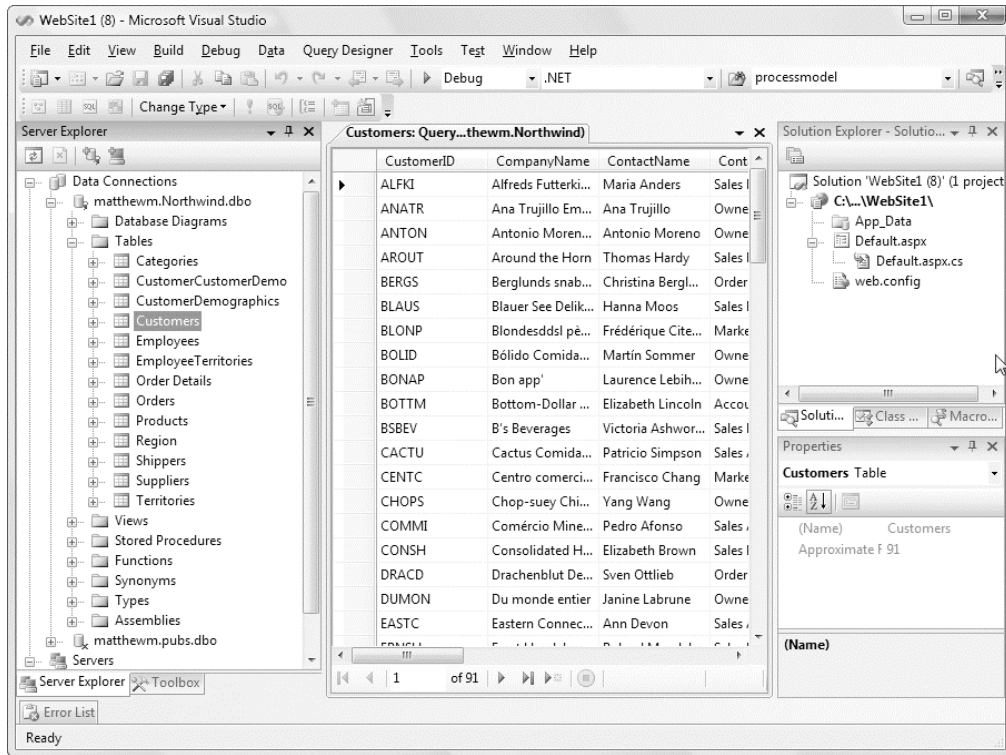 WebSite1 (8) - Microsoft Visual Studio
File Edit View Build Debug Data Query Designer Tools Test Window Help
Debug .NET processmodel
SQL Change Type SQL
Server Explorer
Data Connections
matthewm.Northwind.dbo
Database Diagrams
Tables
Categories
CustomerCustomerDemo
CustomerDemographics
Customers
Employees
EmployeeTerritories
Order Details
Orders
Products
Region
Shippers
Suppliers
Territories
Views
Stored Procedures
Functions
Synonyms
Types
Assemblies
matthewm.pubs.dbo
Servers
Server Explorer Toolbox
Customers: Query...thewm.Northwind)
CustomerID CompanyName ContactName Cont
ALFKI Alfreds Futterki... Maria Anders Sales
ANATR Ana Trujillo Em... Ana Trujillo Owne
ANTON Antonio Moren... Antonio Moreno Owne
AROUT Around the Horn Thomas Hardy Sales
BERGS Berglunds snab... Christina Bergl... Order
BLAUS Blauer See Delik... Hanna Moos Sales
BLONP Blondesddsl pè... Frédérique Cite... Marke
BOLID Bólido Comida... Martín Sommer Owne
BONAP Bon app' Laurence Lebih... Owne
BOTTM Bottom-Dollar ... Elizabeth Lincoln Accou
BSBEV B's Beverages Victoria Ashwor... Sales
CACTU Cactus Comida... Patricio Simpson Sales
CENTC Centro comerci... Francisco Chang Marke
CHOPS Chop-suey Chi... Yang Wang Owne
COMMI Comércio Mine... Pedro Afonso Sales
CONSH Consolidated H... Elizabeth Brown Sales
DRACD Drachenblut De... Sven Ottlieb Order
DUMON Du monde entier Janine Labrune Owne
EASTC Eastern Connec... Ann Devon Sales
1 of 91
Solution Explorer - Solutio...
Solution 'WebSite1 (8)' (1 project
C:\...\WebSite1\
App_Data
Default.aspx
Default.aspx.cs
web.config
Soluti... Class ... Macro...
Properties
Customers Table
(Name) Customers
Approximate F 91
(Name)
Error List
Ready